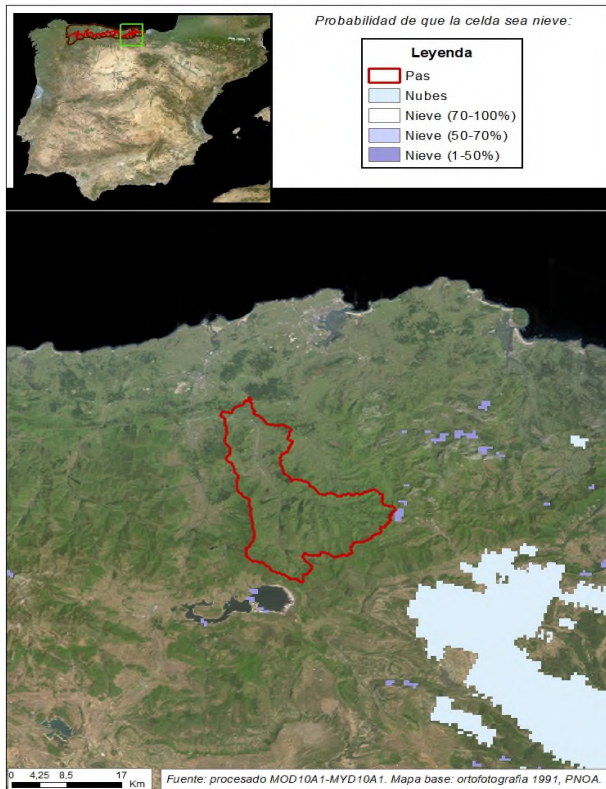 Probabilidad de que la celda sea nieve:
Leyenda
Pas
Nubes
Nieve (70-100%)
Nieve (50-70%)
Nieve (1-50%)
0 4,25 8,5 17
Km
Fuente: procesado MOD10A1-MYD10A1. Mapa base: ortofotografia 1991, PNOA.